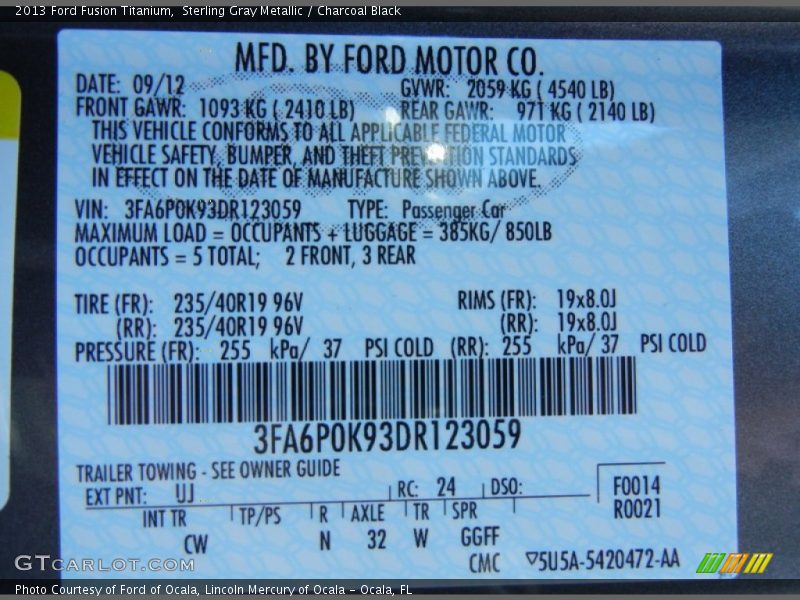 2013 Ford Fusion Titanium,  Sterling Gray Metallic / Charcoal Black
MFD. BY FORD MOTOR CO.
DATE: 09/12 GVWR: 2059 KG ( 4540 LB)
FRONT GAWR: 1093 KG ( 2410 LB) REAR GAWR: 971 KG ( 2140 LB)
THIS VEHICLE CONFORMS TO ALL APPLICABLE FEDERAL MOTOR
VEHICLE SAFETY, BUMPER, AND THEFT PREVENTION STANDARDS
IN EFFECT ON THE DATE OF MANUFACTURE SHOWN ABOVE.
VIN: 3FA6P0K93DR123059 TYPE: Passenger Car
MAXIMUM LOAD = OCCUPANTS + LUGGAGE = 385KG/ 850LB
OCCUPANTS = 5 TOTAL; 2 FRONT, 3 REAR
TIRE (FR): 235/40R19 96V RIMS (FR): 19x8.0J
(RR): 235/40R19 96V (RR): 19x8.0J
PRESSURE (FR): 255 kPa/ 37 PSI COLD (RR): 255 kPa/ 37 PSI COLD
3FA6P0K93DR123059
TRAILER TOWING - SEE OWNER GUIDE
EXT PNT: UJ RC: 24 DSO: F0014
R0021
INT TR TP/PS R AXLE TR SPR
CW N 32 W GGFF
CMC ▽5U5A-5420472-AA
GTCARLOT.COM
Photo Courtesy of Ford of Ocala, Lincoln Mercury of Ocala – Ocala, FL